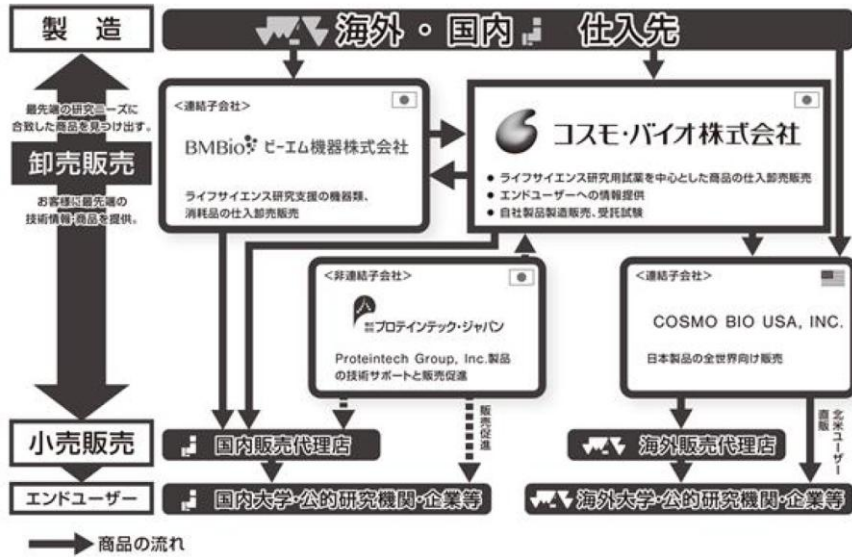 製造
海外・国内 仕入先
最先端の研究ニーズに
合致した商品を見つけ出す。
卸売販売
お客様に最先端の
技術情報・商品を提供。
<連結子会社>
BMBio ビーエム機器株式会社
ライフサイエンス研究支援の機器類、
消耗品の仕入卸売販売
コスモ・バイオ株式会社
● ライフサイエンス研究用試薬を中心とした商品の仕入卸売販売
● エンドユーザーへの情報提供
● 自社製品製造販売、受託試験
<非連結子会社>
プロテインテック・ジャパン
Proteintech Group, Inc.製品
の技術サポートと販売促進
<連結子会社>
COSMO BIO USA, INC.
日本製品の全世界向け販売
販売促進
北米ユーザー
直販
小売販売
国内販売代理店
海外販売代理店
エンドユーザー
国内大学・公的研究機関・企業等
海外大学・公的研究機関・企業等
商品の流れ